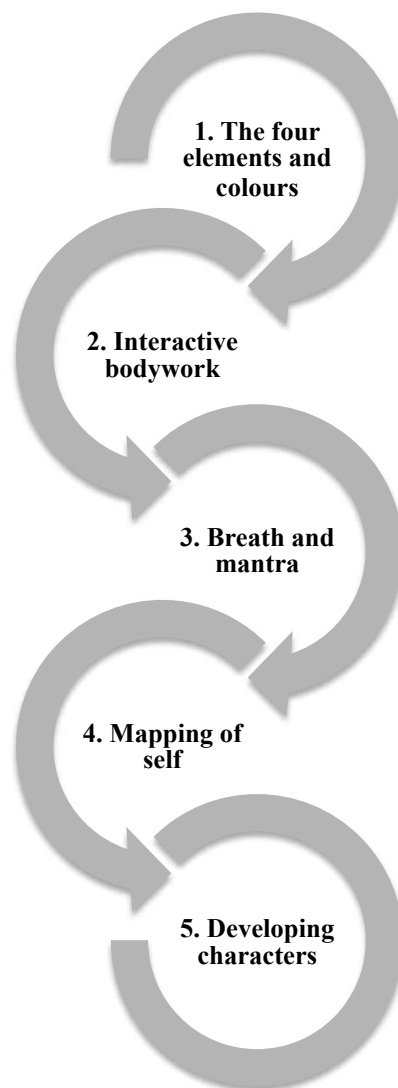 1. The four
elements and
colours
2. Interactive
bodywork
3. Breath and
mantra
4. Mapping of
self
5. Developing
characters